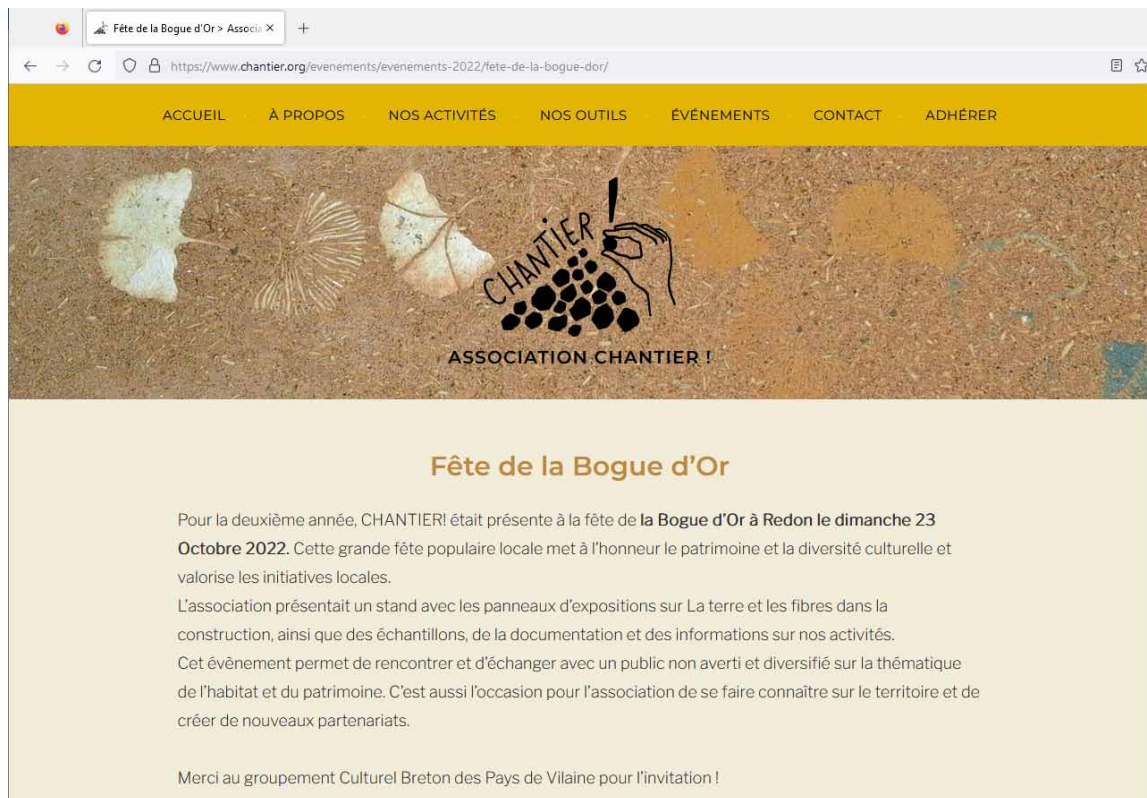 Fête de la Bogue d'Or > Associa
https://www.chantier.org/evenements/evenements-2022/fete-de-la-bogue-dor/
ACCUEIL À PROPOS NOS ACTIVITÉS NOS OUTILS ÉVÉNEMENTS CONTACT ADHÉRER
CHANTIER !
ASSOCIATION CHANTIER !
Fête de la Bogue d'Or
Pour la deuxième année, CHANTIER! était présente à la fête de la Bogue d'Or à Redon le dimanche 23
Octobre 2022. Cette grande fête populaire locale met à l'honneur le patrimoine et la diversité culturelle et
valorise les initiatives locales.
L'association présentait un stand avec les panneaux d'expositions sur La terre et les fibres dans la
construction, ainsi que des échantillons, de la documentation et des informations sur nos activités.
Cet évènement permet de rencontrer et d'échanger avec un public non averti et diversifié sur la thématique
de l'habitat et du patrimoine. C'est aussi l'occasion pour l'association de se faire connaître sur le territoire et de
créer de nouveaux partenariats.
Merci au groupement Culturel Breton des Pays de Vilaine pour l'invitation !